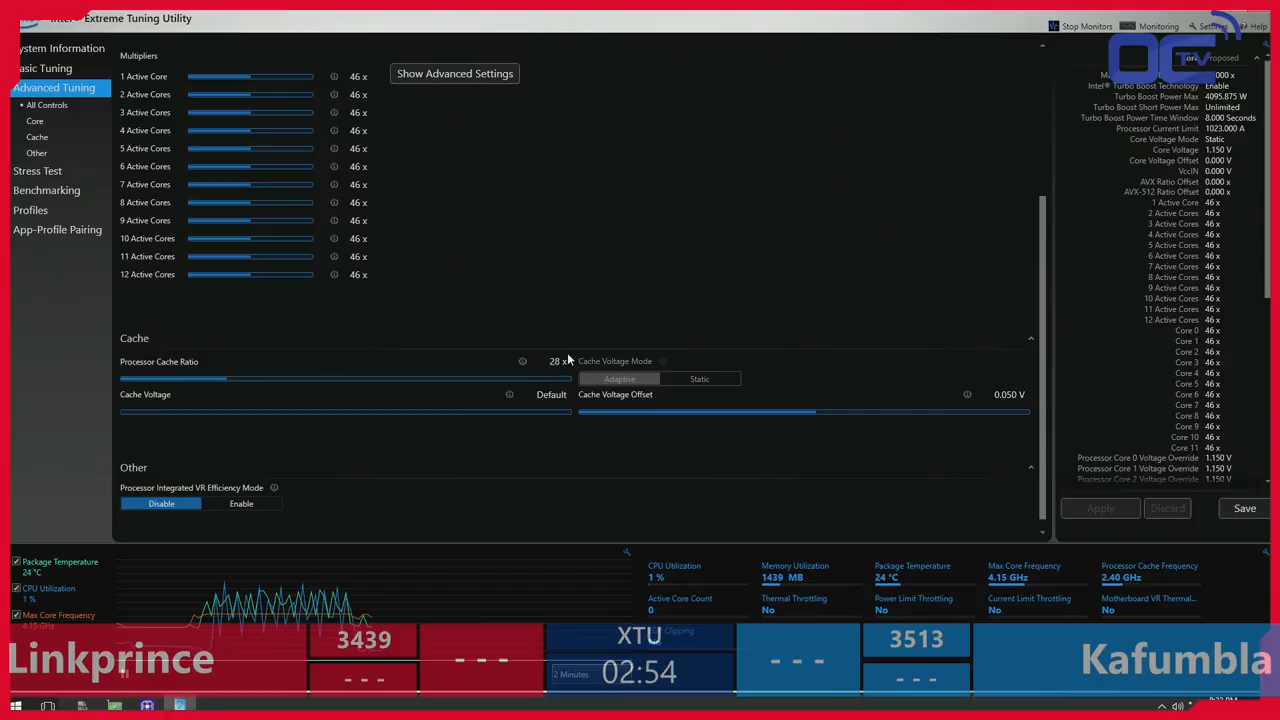 Extreme Tuning Utility
Stop Monitors
Monitoring
Settings
Help
OC
TV
System Information
Basic Tuning
Advanced Tuning
All Controls
Core
Cache
Other
Stress Test
Benchmarking
Profiles
App-Profile Pairing
Multipliers
1 Active Core 46 x
2 Active Cores 46 x
3 Active Cores 46 x
4 Active Cores 46 x
5 Active Cores 46 x
6 Active Cores 46 x
7 Active Cores 46 x
8 Active Cores 46 x
9 Active Cores 46 x
10 Active Cores 46 x
11 Active Cores 46 x
12 Active Cores 46 x
Show Advanced Settings
Cache
Processor Cache Ratio 28 x
Cache Voltage Mode
Adaptive Static
Cache Voltage Default
Cache Voltage Offset 0.050 V
Other
Processor Integrated VR Efficiency Mode
Disable Enable
Proposed
Intel® Turbo Boost Technology Enable
Turbo Boost Power Max 4095.875 W
Turbo Boost Short Power Max Unlimited
Turbo Boost Power Time Window 8.000 Seconds
Processor Current Limit 1023.000 A
Core Voltage Mode Static
Core Voltage 1.150 V
Core Voltage Offset 0.000 V
VccIN 0.000 V
AVX Ratio Offset 0.000 x
AVX-512 Ratio Offset 0.000 x
1 Active Core 46 x
2 Active Cores 46 x
3 Active Cores 46 x
4 Active Cores 46 x
5 Active Cores 46 x
6 Active Cores 46 x
7 Active Cores 46 x
8 Active Cores 46 x
9 Active Cores 46 x
10 Active Cores 46 x
11 Active Cores 46 x
12 Active Cores 46 x
Core 0 46 x
Core 1 46 x
Core 2 46 x
Core 3 46 x
Core 4 46 x
Core 5 46 x
Core 6 46 x
Core 7 46 x
Core 8 46 x
Core 9 46 x
Core 10 46 x
Core 11 46 x
Processor Core 0 Voltage Override 1.150 V
Processor Core 1 Voltage Override 1.150 V
Processor Core 2 Voltage Override 1.150 V
Apply Discard Save
Package Temperature
24 °C
CPU Utilization
1 %
Max Core Frequency
4.15 GHz
CPU Utilization
1 %
Memory Utilization
1439 MB
Package Temperature
24 °C
Max Core Frequency
4.15 GHz
Processor Cache Frequency
2.40 GHz
Active Core Count
0
Thermal Throttling
No
Power Limit Throttling
No
Current Limit Throttling
No
Motherboard VR Thermal...
No
Linkprince
3439
- - -
- - -
XTU
02:54
2 Minutes
- - -
3513
- - -
Kafumbla